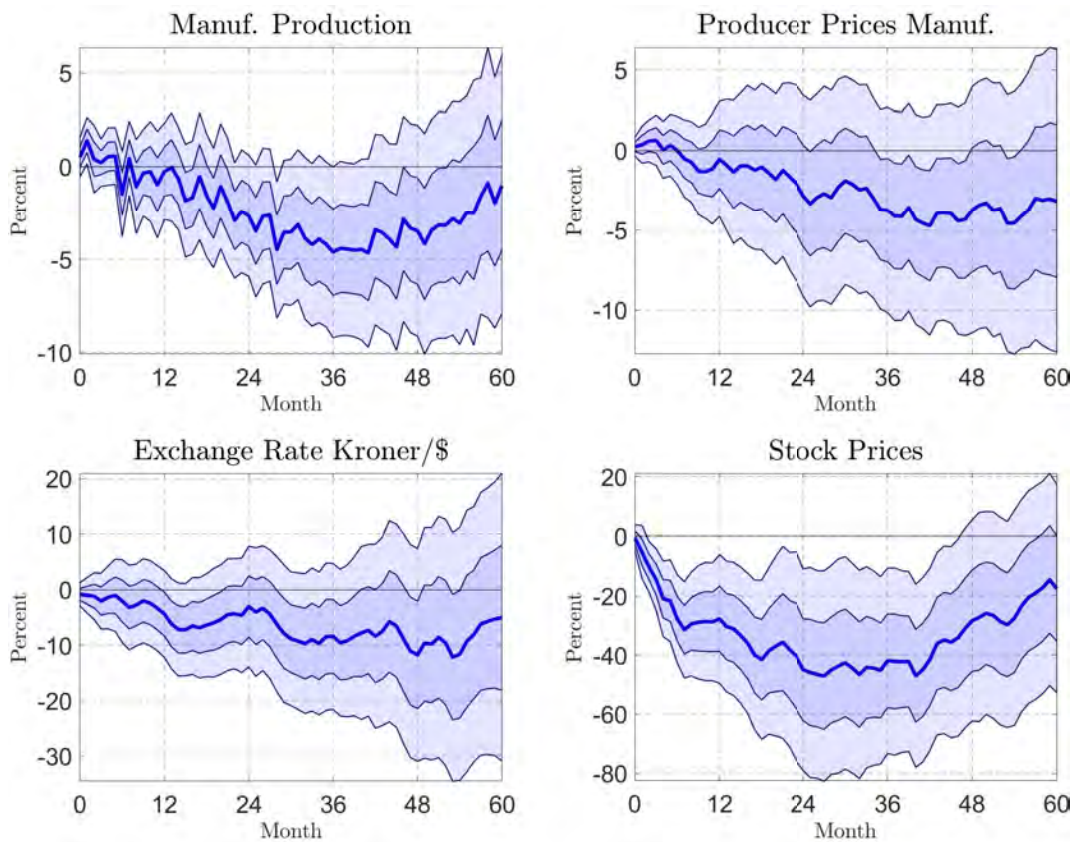 Manuf. Production
Percent
5
0
-5
-10
0 12 24 36 48 60
Month
Producer Prices Manuf.
Percent
5
0
-5
-10
0 12 24 36 48 60
Month
Exchange Rate Kroner/$
Percent
20
10
0
-10
-20
-30
0 12 24 36 48 60
Month
Stock Prices
Percent
20
0
-20
-40
-60
-80
0 12 24 36 48 60
Month